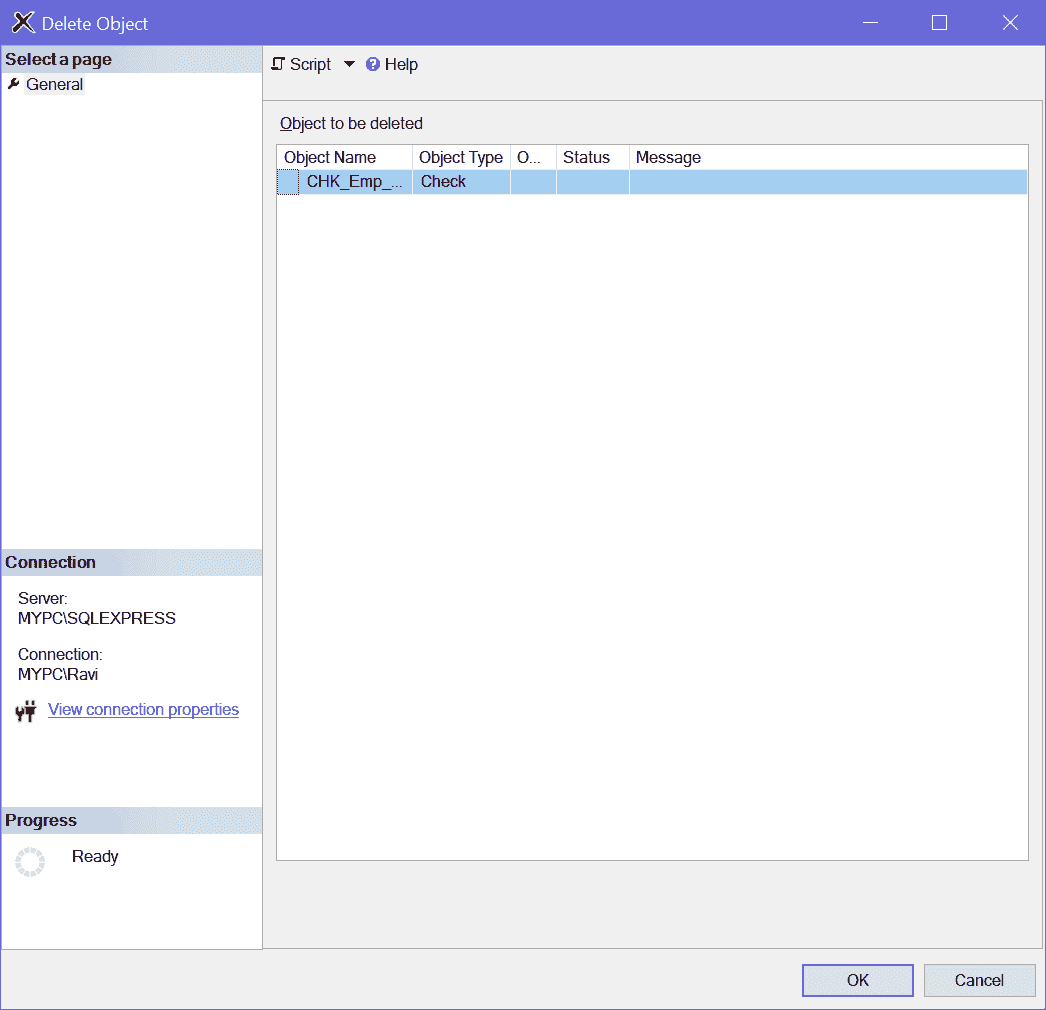 Delete Object
Select a page
General
Script
Help
Object to be deleted
Object Name Object Type O... Status Message
CHK_Emp_... Check
Connection
Server:
MYPC\SQLEXPRESS
Connection:
MYPC\Ravi
View connection properties
Progress
Ready
OK
Cancel